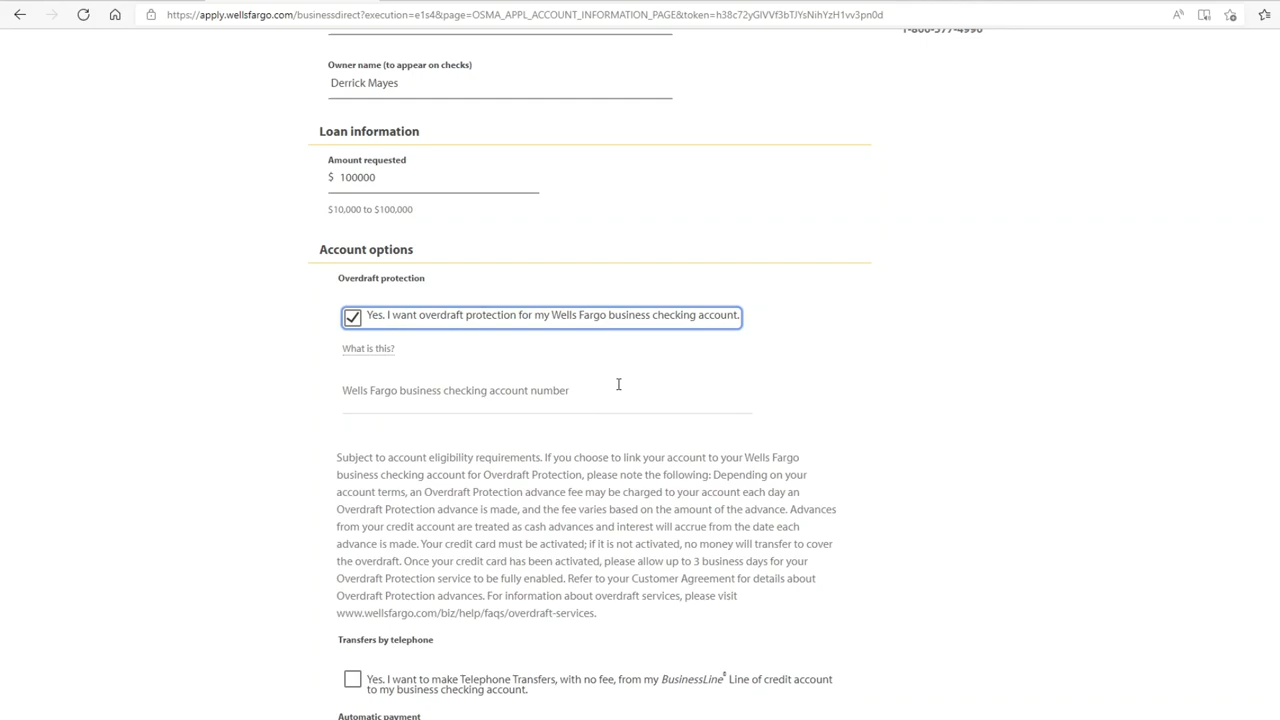 https://apply.wellsfargo.com/businessdirect?execution=e1s4&page=OSMA_APPL_ACCOUNT_INFORMATION_PAGE&token=h38c72yGlVVf3bTJYsNihYzH1vv3pn0d
1-800-377-4990
Owner name (to appear on checks)
Derrick Mayes
Loan information
Amount requested
$ 100000
$10,000 to $100,000
Account options
Overdraft protection
Yes. I want overdraft protection for my Wells Fargo business checking account.
What is this?
Wells Fargo business checking account number
Subject to account eligibility requirements. If you choose to link your account to your Wells Fargo
business checking account for Overdraft Protection, please note the following: Depending on your
account terms, an Overdraft Protection advance fee may be charged to your account each day an
Overdraft Protection advance is made, and the fee varies based on the amount of the advance. Advances
from your credit account are treated as cash advances and interest will accrue from the date each
advance is made. Your credit card must be activated; if it is not activated, no money will transfer to cover
the overdraft. Once your credit card has been activated, please allow up to 3 business days for your
Overdraft Protection service to be fully enabled. Refer to your Customer Agreement for details about
Overdraft Protection advances. For information about overdraft services, please visit
www.wellsfargo.com/biz/help/faqs/overdraft-services.
Transfers by telephone
Yes. I want to make Telephone Transfers, with no fee, from my BusinessLine Line of credit account
to my business checking account.
Automatic payment